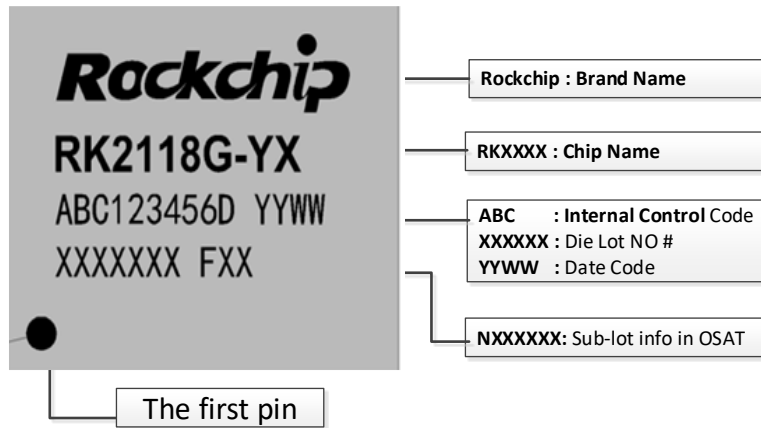 Rockchip
RK2118G-YX
ABC123456D YYWW
XXXXXXX FXX
Rockchip : Brand Name
RKXXXX : Chip Name
ABC : Internal Control Code
XXXXXX : Die Lot NO #
YYWW : Date Code
NXXXXXX: Sub-lot info in OSAT
The first pin